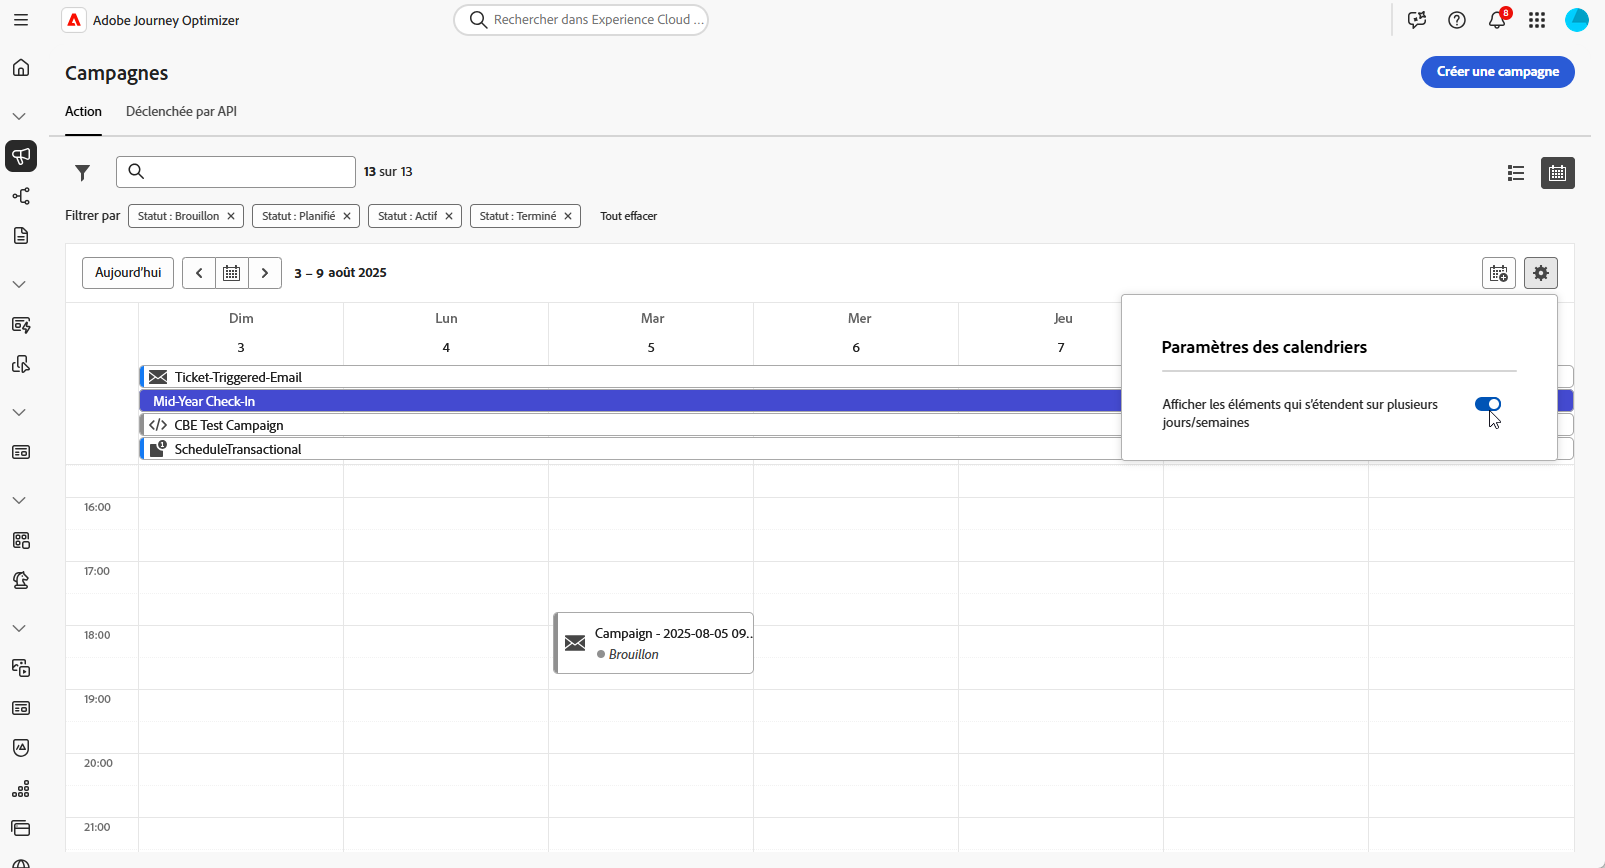 Adobe Journey Optimizer
Rechercher dans Experience Cloud ...
8
Campagnes
Créer une campagne
Action
Déclenchée par API
13 sur 13
Filtrer par
Statut : Brouillon
Statut : Planifié
Statut : Actif
Statut : Terminé
Tout effacer
Aujourd'hui
3 – 9 août 2025
Dim
Lun
Mar
Mer
Jeu
3
4
5
6
7
Paramètres des calendriers
Afficher les éléments qui s'étendent sur plusieurs
jours/semaines
Ticket-Triggered-Email
Mid-Year Check-In
</> CBE Test Campaign
1
ScheduleTransactional
16:00
17:00
18:00
Campaign - 2025-08-05 09..
Brouillon
19:00
20:00
21:00